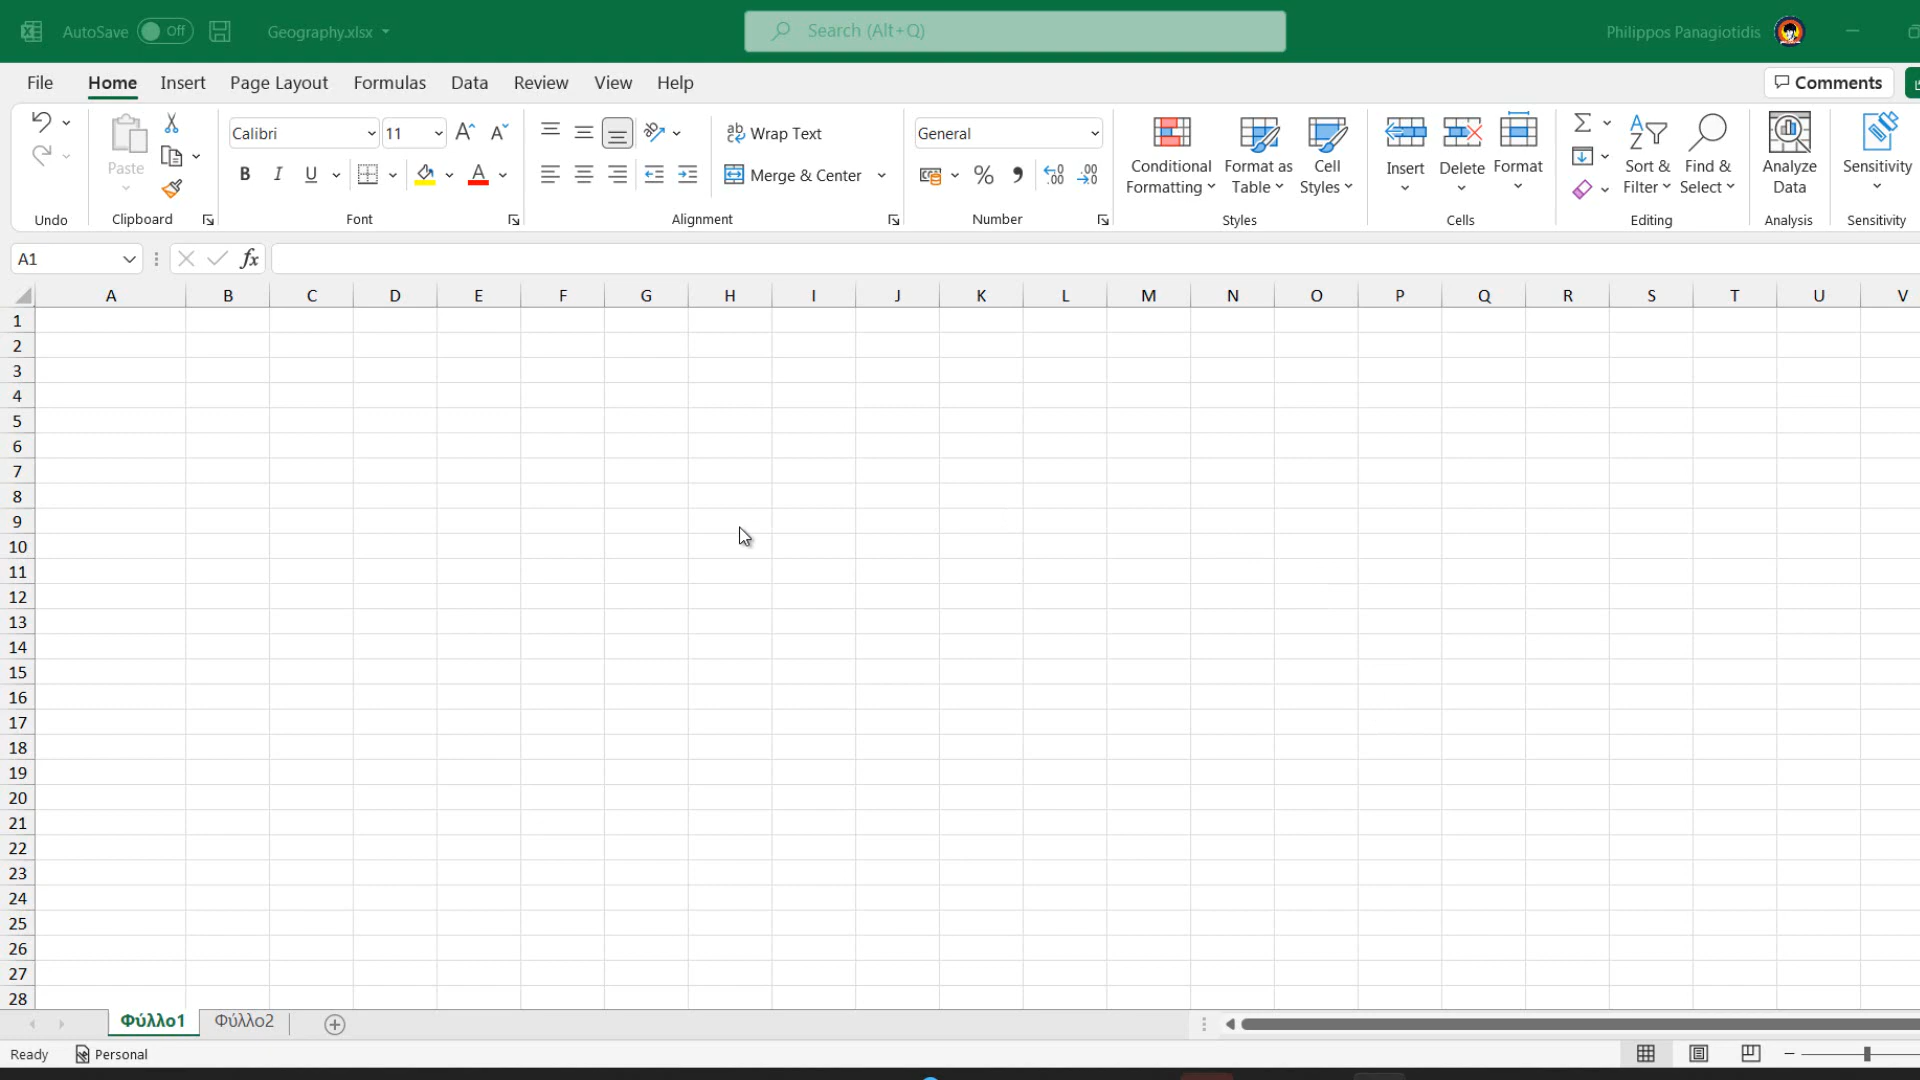 AutoSave Off Geography.xlsx Search (Alt+Q) Philippos Panagiotidis
File Home Insert Page Layout Formulas Data Review View Help Comments
Calibri 11 ab Wrap Text General
Paste Conditional Formatting Format as Table Cell Styles Insert Delete Format Sort & Filter Find & Select Analyze Data Sensitivity
B I U A Merge & Center % 9 .00 .00
Undo Clipboard Font Alignment Number Styles Cells Editing Analysis Sensitivity
A1 fx
A B C D E F G H I J K L M N O P Q R S T U V
1
2
3
4
5
6
7
8
9
10
11
12
13
14
15
16
17
18
19
20
21
22
23
24
25
26
27
28
Φύλλο1 Φύλλο2
Ready Personal